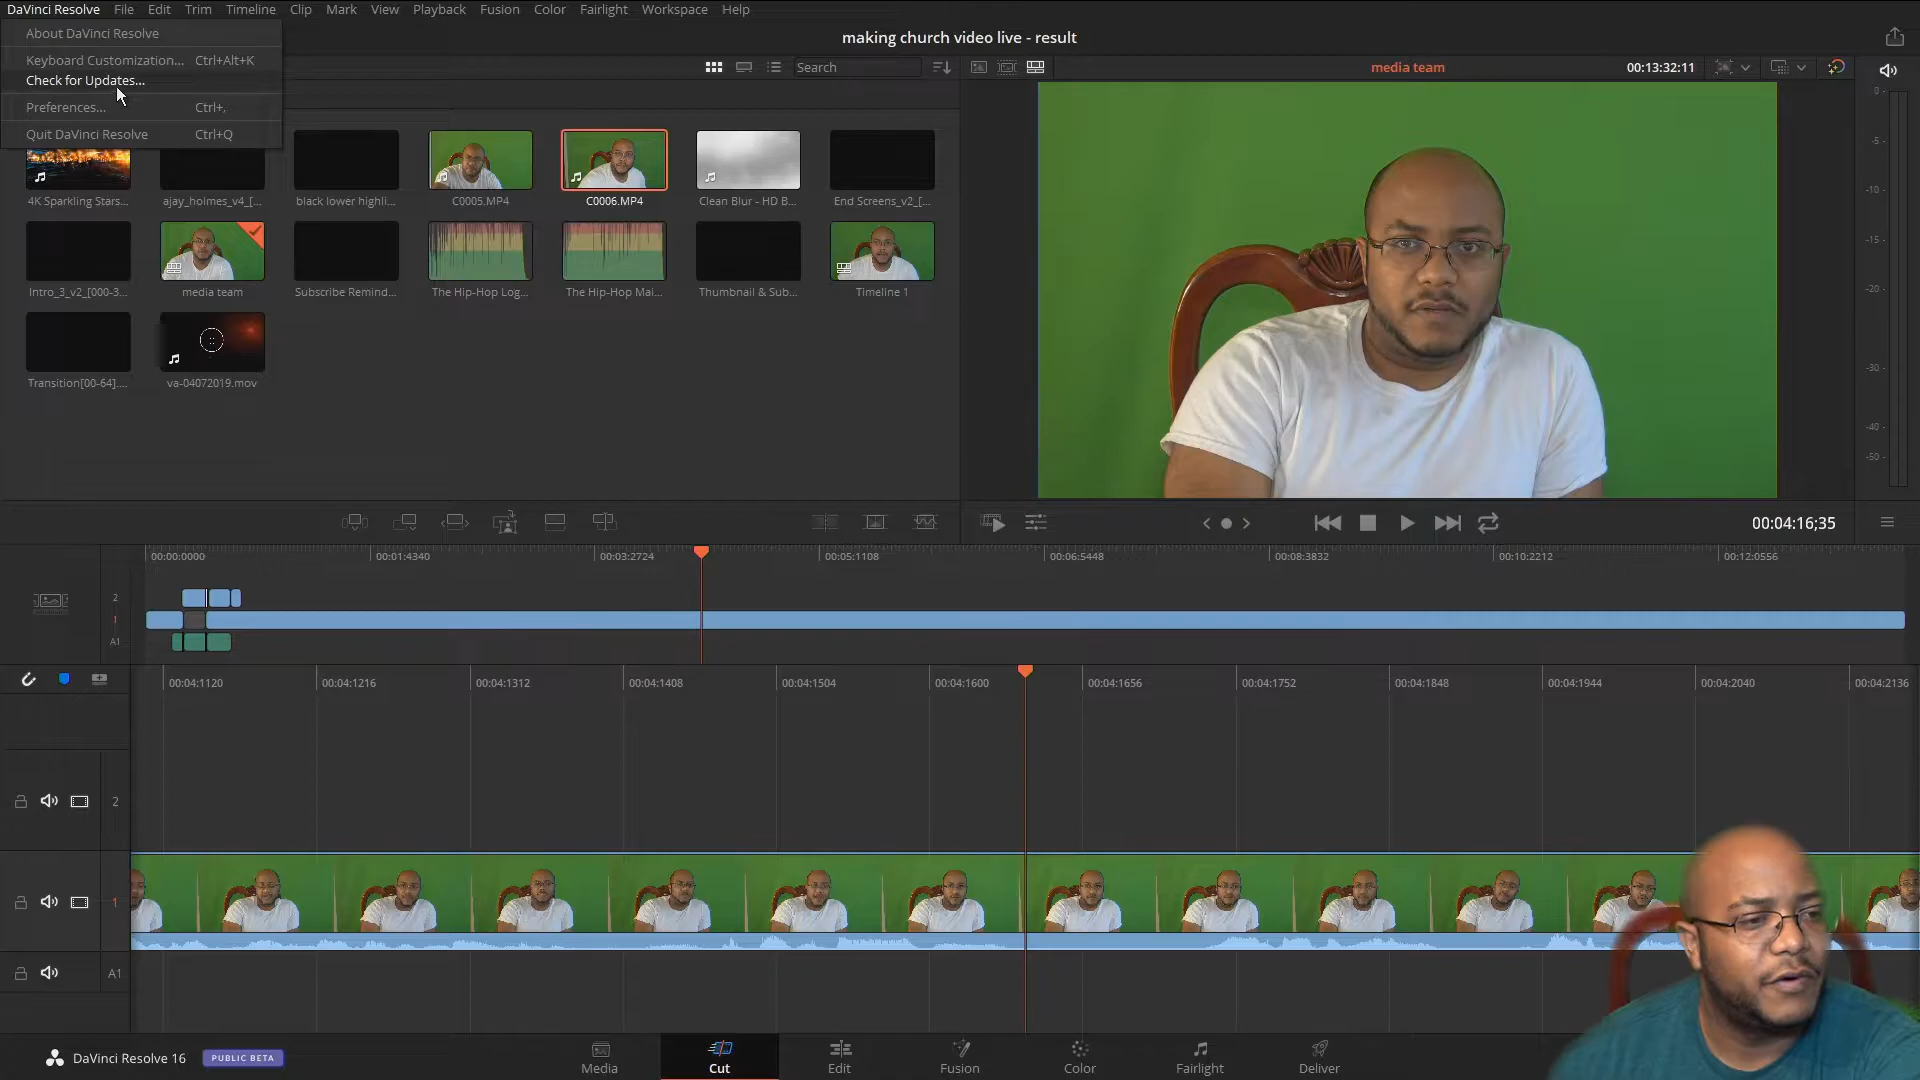 DaVinci Resolve File Edit Trim Timeline Clip Mark View Playback Fusion Color Fairlight Workspace Help
About DaVinci Resolve
Keyboard Customization... Ctrl+Alt+K
Check for Updates...
Preferences... Ctrl+,
Quit DaVinci Resolve Ctrl+Q
making church video live - result
Search
media team
00:13:32:11
4K Sparkling Stars... ajay_holmes_v4_[... black lower highli... C0005.MP4 C0006.MP4 Clean Blur - HD B... End Screens_v2_[...
Intro_3_v2_[000-3... media team Subscribe Remind... The Hip-Hop Log... The Hip-Hop Mai... Thumbnail & Sub... Timeline 1
Transition[00-64].... va-04072019.mov
0
-5
-10
-15
-20
-30
-40
-50
00:04:16;35
00:00:0000 00:01:4340 00:03:2724 00:05:1108 00:06:5448 00:08:3832 00:10:2212 00:12:0556
2
1
A1
00:04:1120 00:04:1216 00:04:1312 00:04:1408 00:04:1504 00:04:1600 00:04:1656 00:04:1752 00:04:1848 00:04:1944 00:04:2040 00:04:2136
2
1
A1
DaVinci Resolve 16 PUBLIC BETA
Media Cut Edit Fusion Color Fairlight Deliver